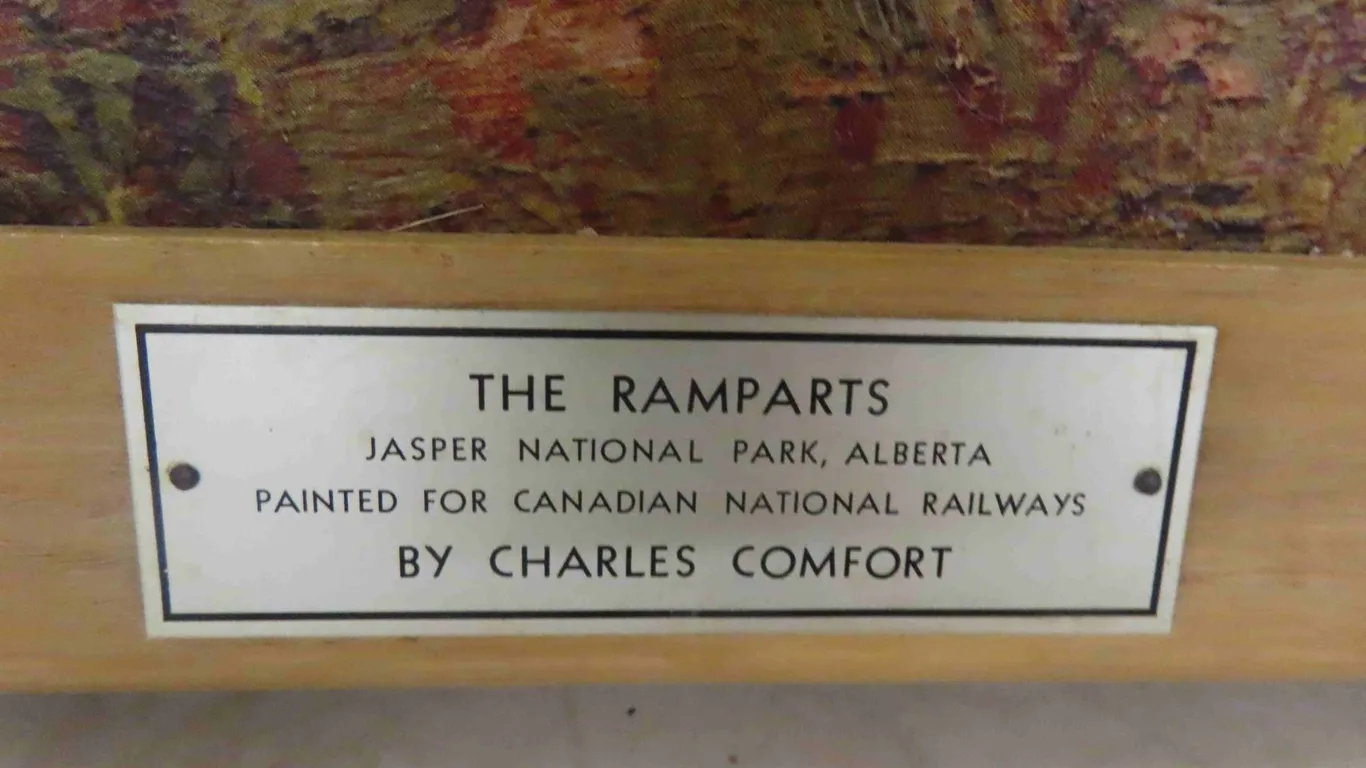 THE RAMPARTS
JASPER NATIONAL PARK, ALBERTA
PAINTED FOR CANADIAN NATIONAL RAILWAYS
BY CHARLES COMFORT